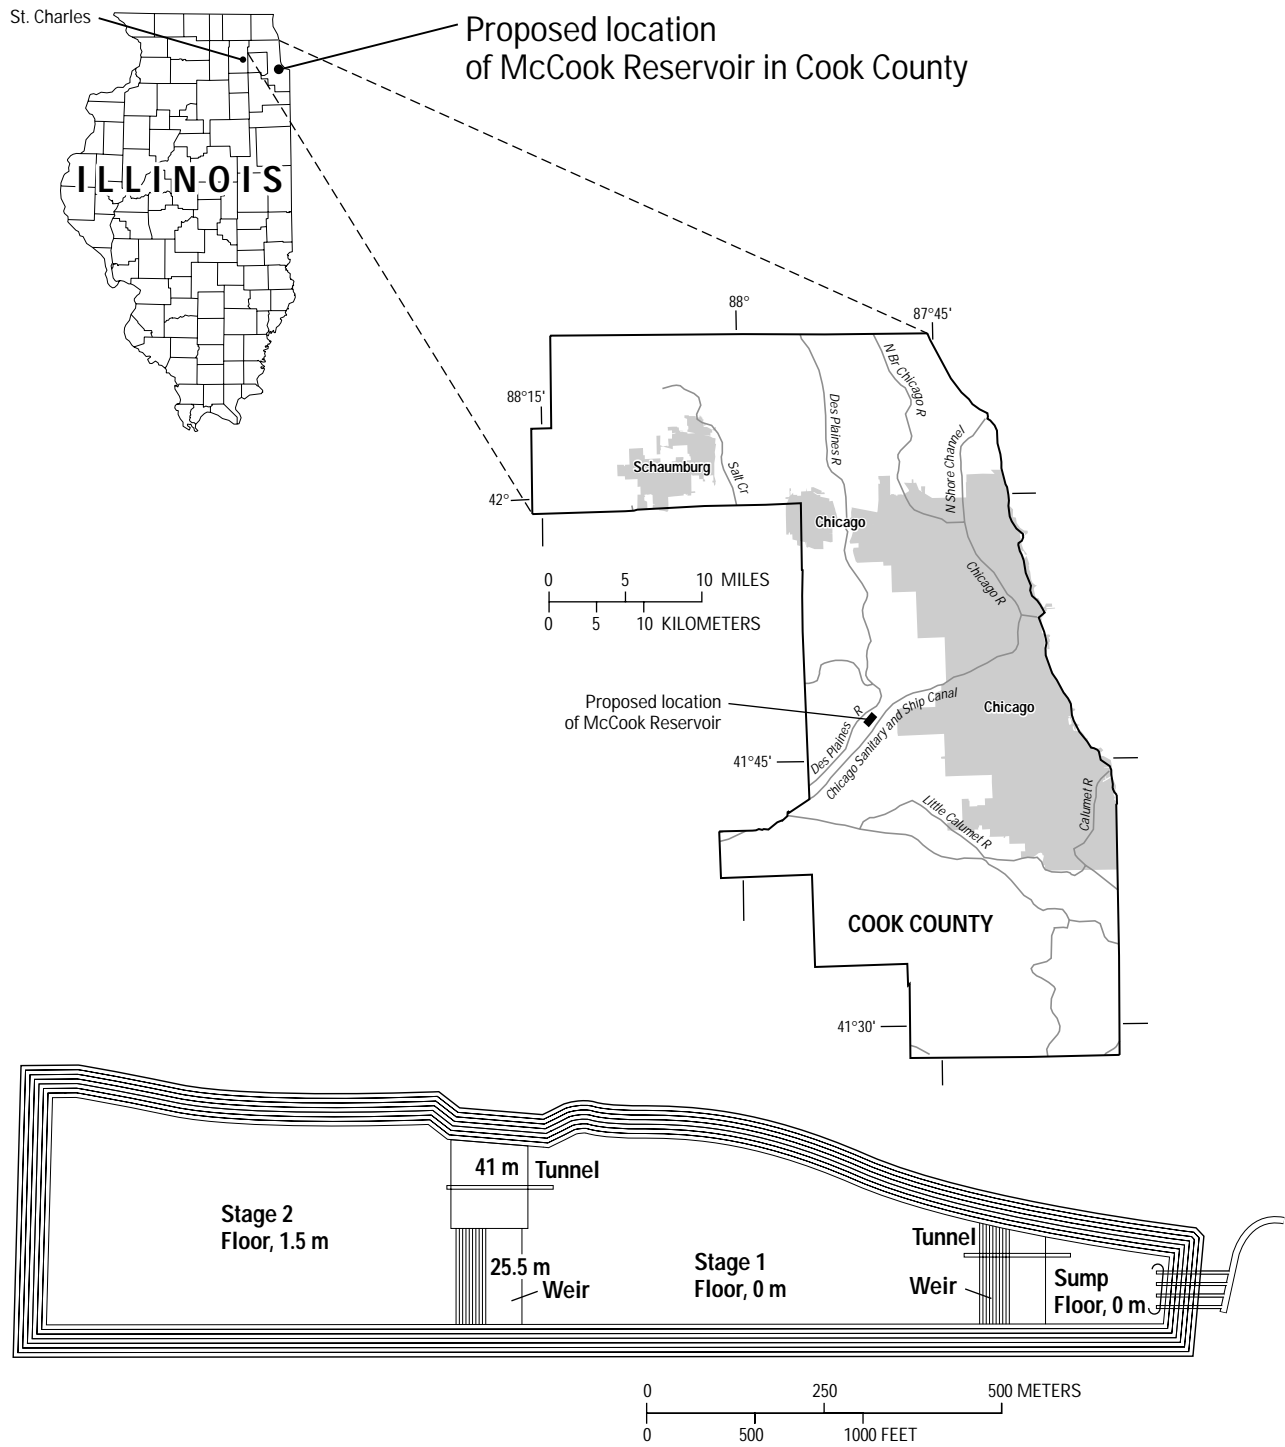 St. Charles
Proposed location
of McCook Reservoir in Cook County
ILLINOIS
88°
87°45'
88°15'
42°
N Br Chicago R
Des Plaines R
N Shore Channel
Schaumburg
Salt Cr
Chicago
Chicago R
0 5 10 MILES
0 5 10 KILOMETERS
Proposed location
of McCook Reservoir
Des Plaines R
Chicago Sanitary and Ship Canal
Chicago
41°45'
Little Calumet R
Calumet R
COOK COUNTY
41°30'
41 m
Tunnel
Stage 2
Floor, 1.5 m
25.5 m
Weir
Stage 1
Floor, 0 m
Tunnel
Weir
Sump
Floor, 0 m
0 250 500 METERS
0 500 1000 FEET